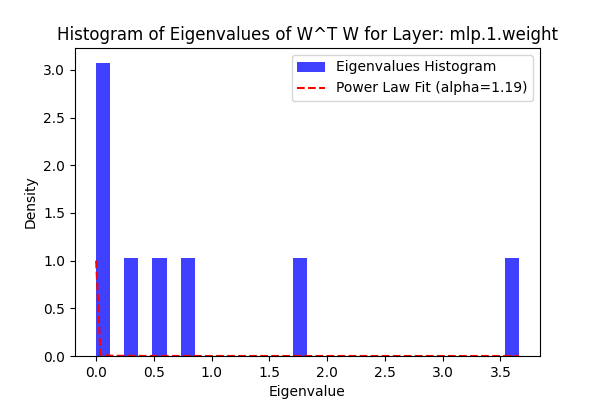 Histogram of Eigenvalues of W^T W for Layer: mlp.1.weight
Eigenvalues Histogram
Power Law Fit (alpha=1.19)
Density
3.0
2.5
2.0
1.5
1.0
0.5
0.0
0.0 0.5 1.0 1.5 2.0 2.5 3.0 3.5
Eigenvalue